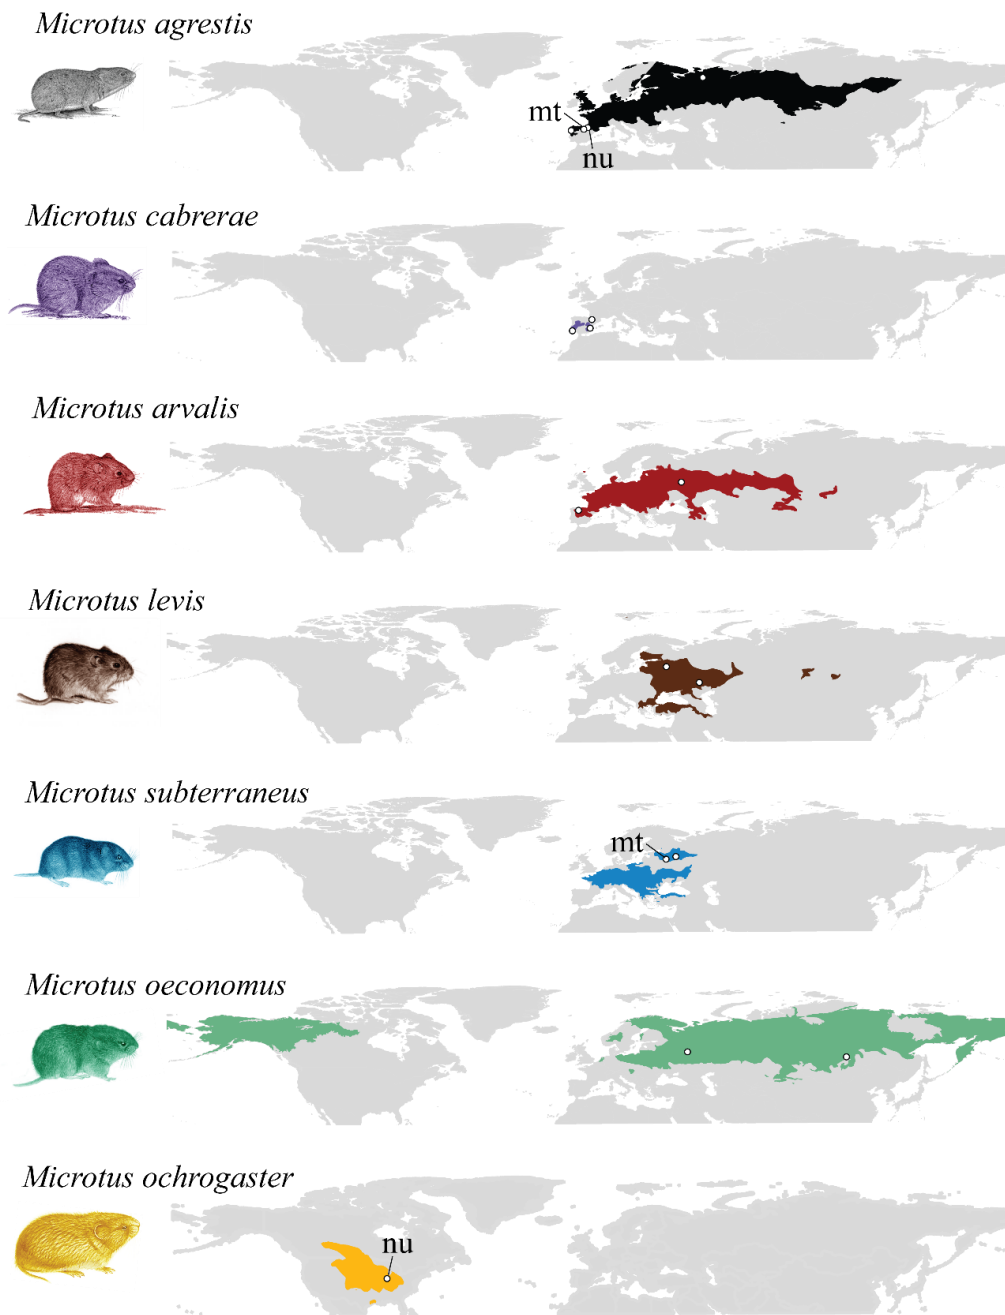 Microtus agrestis
mt
nu
Microtus cabrerae
Microtus arvalis
Microtus levis
Microtus subterraneus
mt
Microtus oeconomus
Microtus ochrogaster
nu